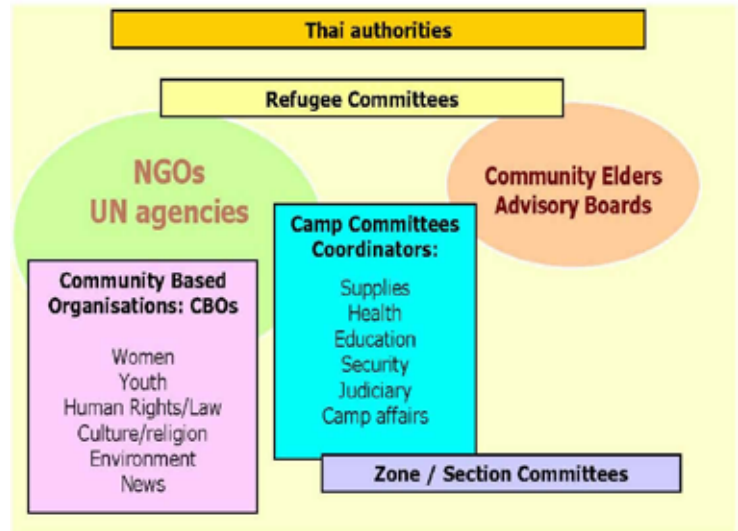 Thai authorities
Refugee Committees
NGOs
UN agencies
Community Elders
Advisory Boards
Camp Committees
Coordinators:
Supplies
Health
Education
Security
Judiciary
Camp affairs
Community Based
Organisations: CBOs
Women
Youth
Human Rights/Law
Culture/religion
Environment
News
Zone / Section Committees